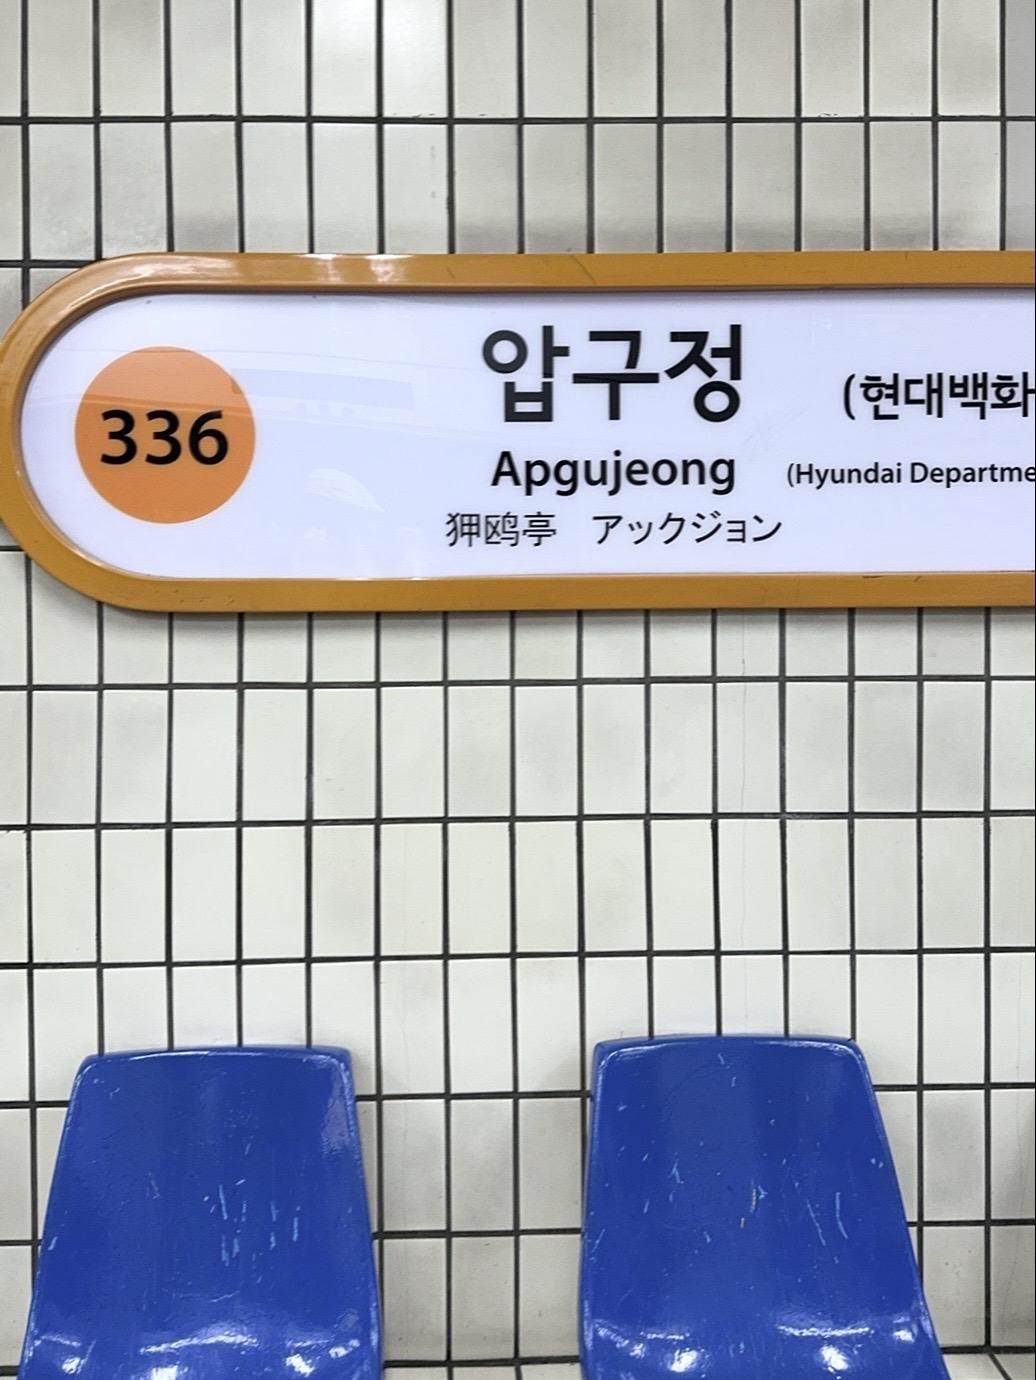 336
압구정 (현대백화
Apgujeong (Hyundai Departme
狎鸥亭 アックジョン